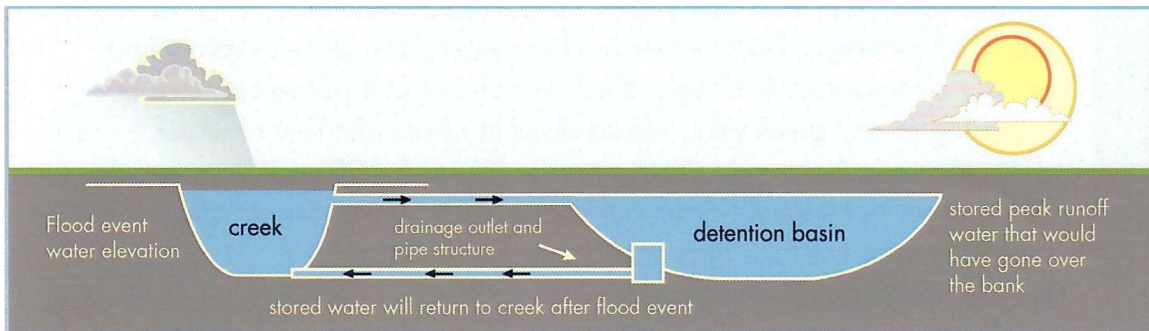 Flood event
water elevation
creek
drainage outlet and
pipe structure
detention basin
stored peak runoff
water that would
have gone over
the bank
stored water will return to creek after flood event